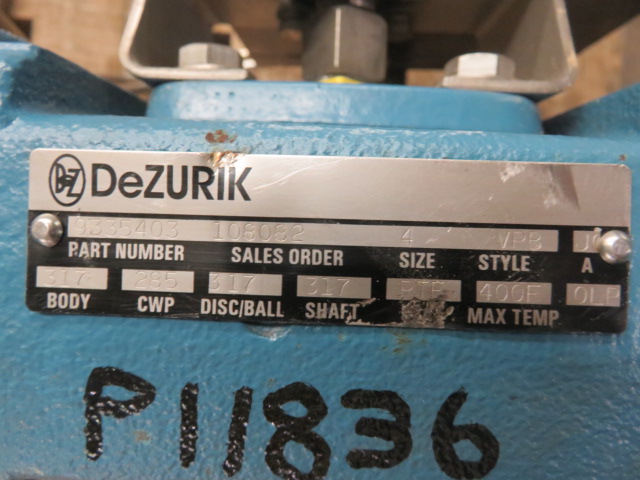 DeZURIK
9335403 108082 4 VPB
PART NUMBER SALES ORDER SIZE STYLE A
317 285 317 317 400F
BODY CWP DISC/BALL SHAFT MAX TEMP
P11836